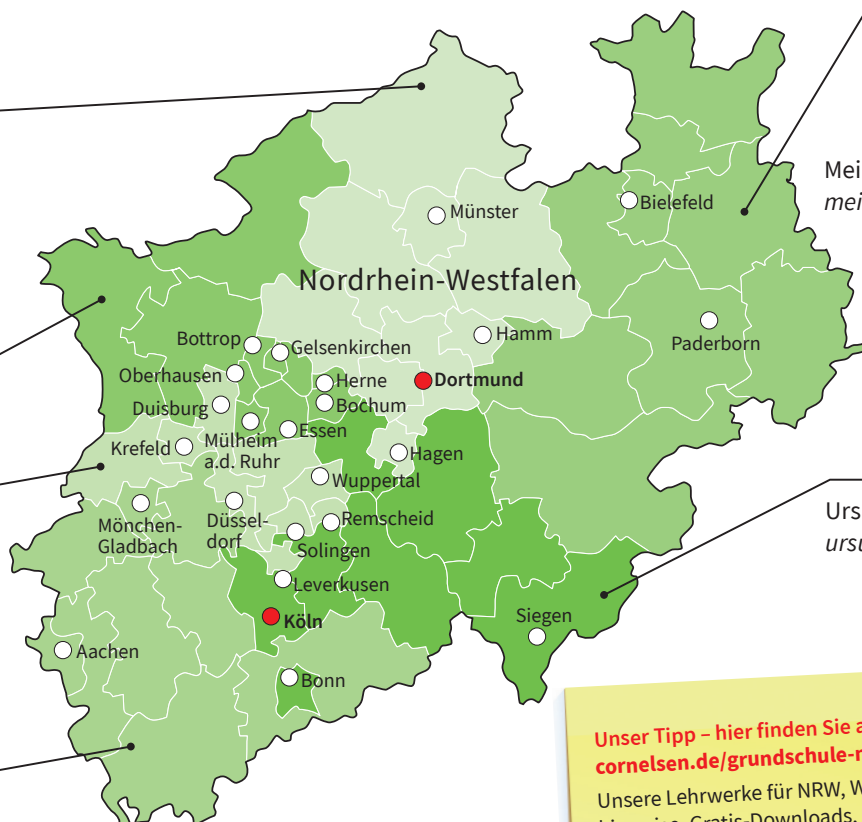 Münster
Bielefeld
Nordrhein-Westfalen
Paderborn
Hamm
Bottrop
Gelsenkirchen
Oberhausen
Herne
Dortmund
Duisburg
Bochum
Mülheim
a.d. Ruhr
Essen
Krefeld
Hagen
Wuppertal
Mönchen-
Gladbach
Düssel-
dorf
Remscheid
Solingen
Leverkusen
Köln
Siegen
Aachen
Bonn
Mei
mei
Urs
ursu
Unser Tipp – hier finden Sie a
cornelsen.de/grundschule-n
Unsere Lehrwerke für NRW, W
Gratis-Downloads,